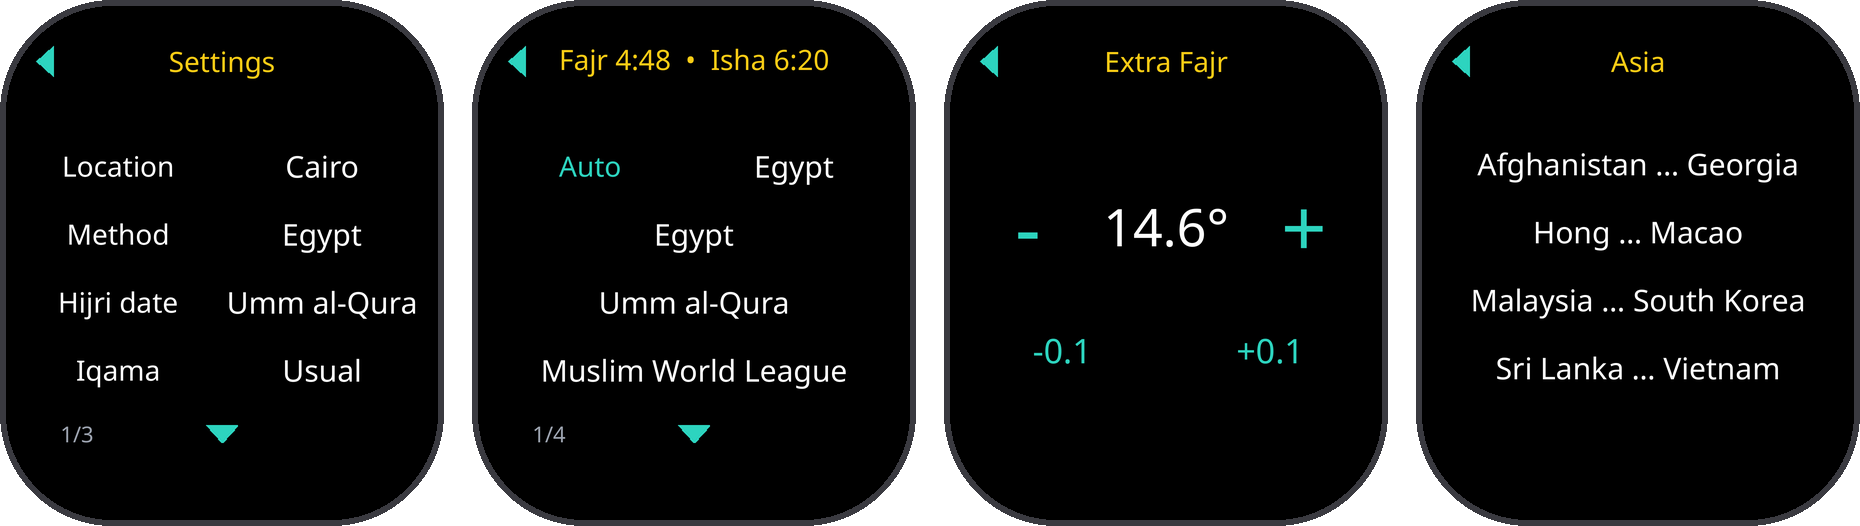 Settings
Location Cairo
Method Egypt
Hijri date Umm al-Qura
Iqama Usual
1/3
Fajr 4:48 • Isha 6:20
Auto Egypt
Egypt
Umm al-Qura
Muslim World League
1/4
Extra Fajr
- 14.6° +
-0.1 +0.1
Asia
Afghanistan ... Georgia
Hong ... Macao
Malaysia ... South Korea
Sri Lanka ... Vietnam